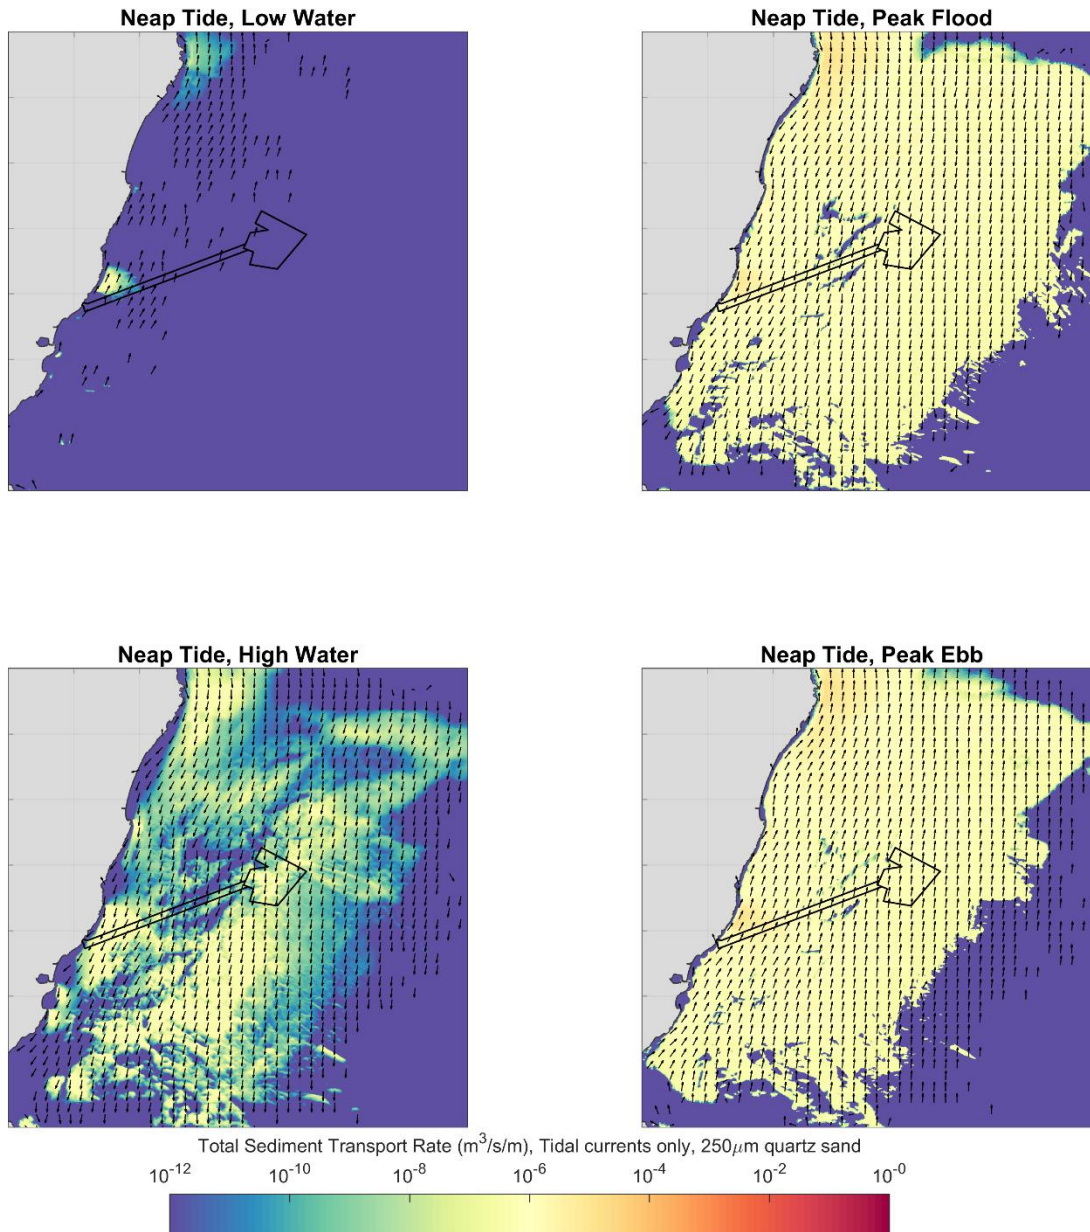 Neap Tide, Low Water
Neap Tide, Peak Flood
Neap Tide, High Water
Neap Tide, Peak Ebb
Total Sediment Transport Rate (m³/s/m), Tidal currents only, 250μm quartz sand
10⁻¹² 10⁻¹⁰ 10⁻⁸ 10⁻⁶ 10⁻⁴ 10⁻² 10⁻⁰